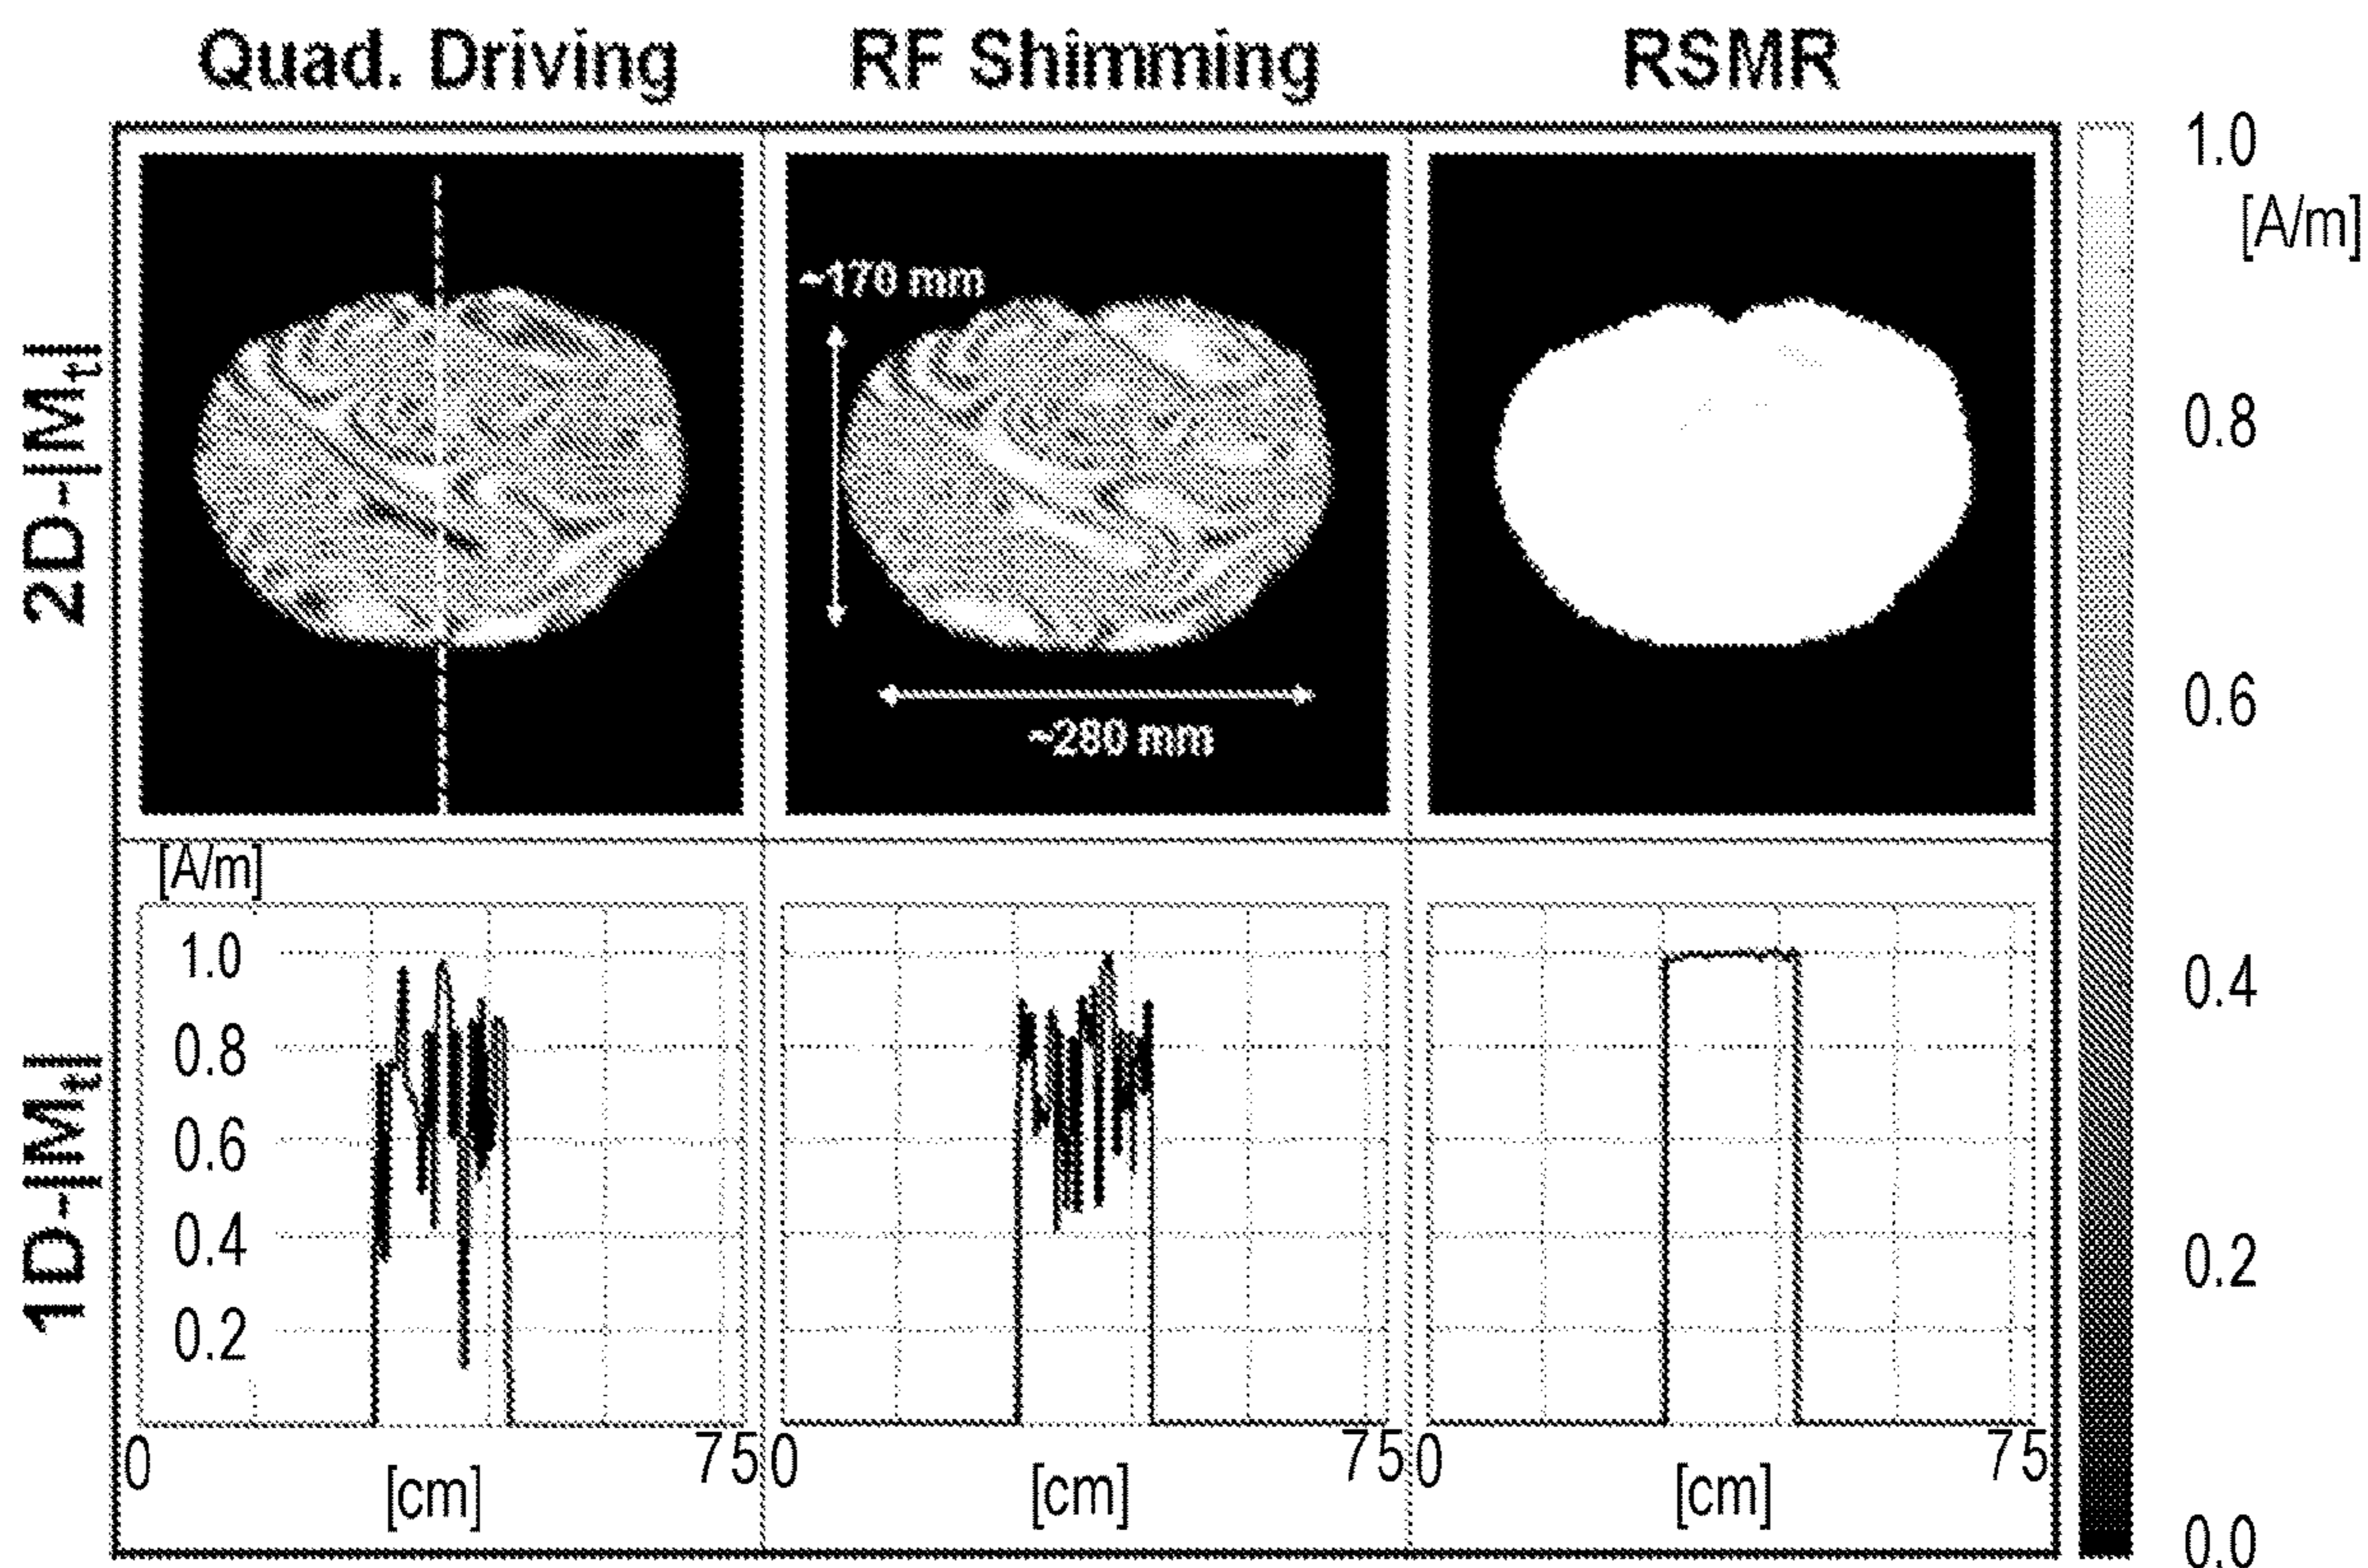 Quad. Driving
RF Shimming
RSMR
2D-|Mt|
~170 mm
~280 mm
1.0
[A/m]
0.8
0.6
0.4
0.2
0.0
1D-|Mt|
[A/m]
1.0
0.8
0.6
0.4
0.2
0
75
[cm]
0
75
[cm]
0
75
[cm]